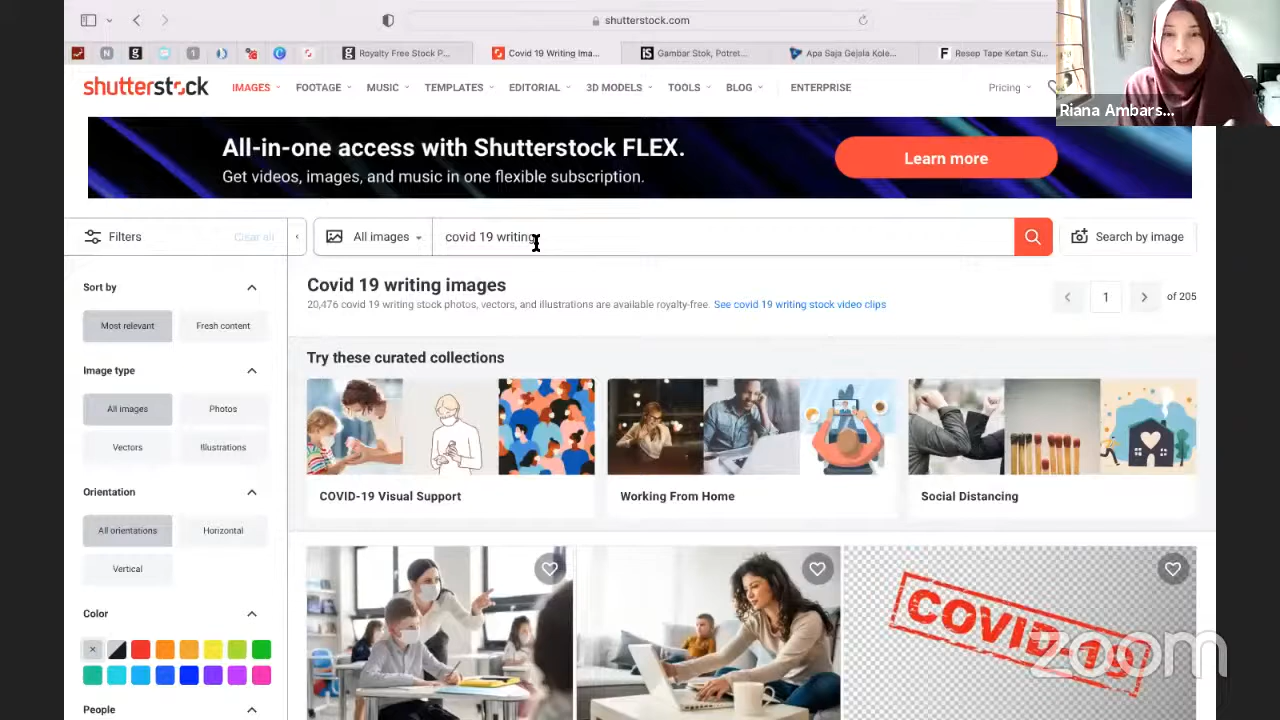 shutterstock.com
Royalty Free Stock P...
Covid 19 Writing Ima...
Gambar Stok, Potret...
Apa Saja Gejala Kole...
Resep Tape Ketan Su...
shutterstock
IMAGES
FOOTAGE
MUSIC
TEMPLATES
EDITORIAL
3D MODELS
TOOLS
BLOG
ENTERPRISE
Pricing
Riana Ambars...
All-in-one access with Shutterstock FLEX.
Get videos, images, and music in one flexible subscription.
Learn more
Filters
Clear all
All images
covid 19 writing
Search by image
Sort by
Most relevant
Fresh content
Image type
All images
Photos
Vectors
Illustrations
Orientation
All orientations
Horizontal
Vertical
Color
People
Covid 19 writing images
20,476 covid 19 writing stock photos, vectors, and illustrations are available royalty-free. See covid 19 writing stock video clips
1
of 205
Try these curated collections
COVID-19 Visual Support
Working From Home
Social Distancing
COVID-19
zoom